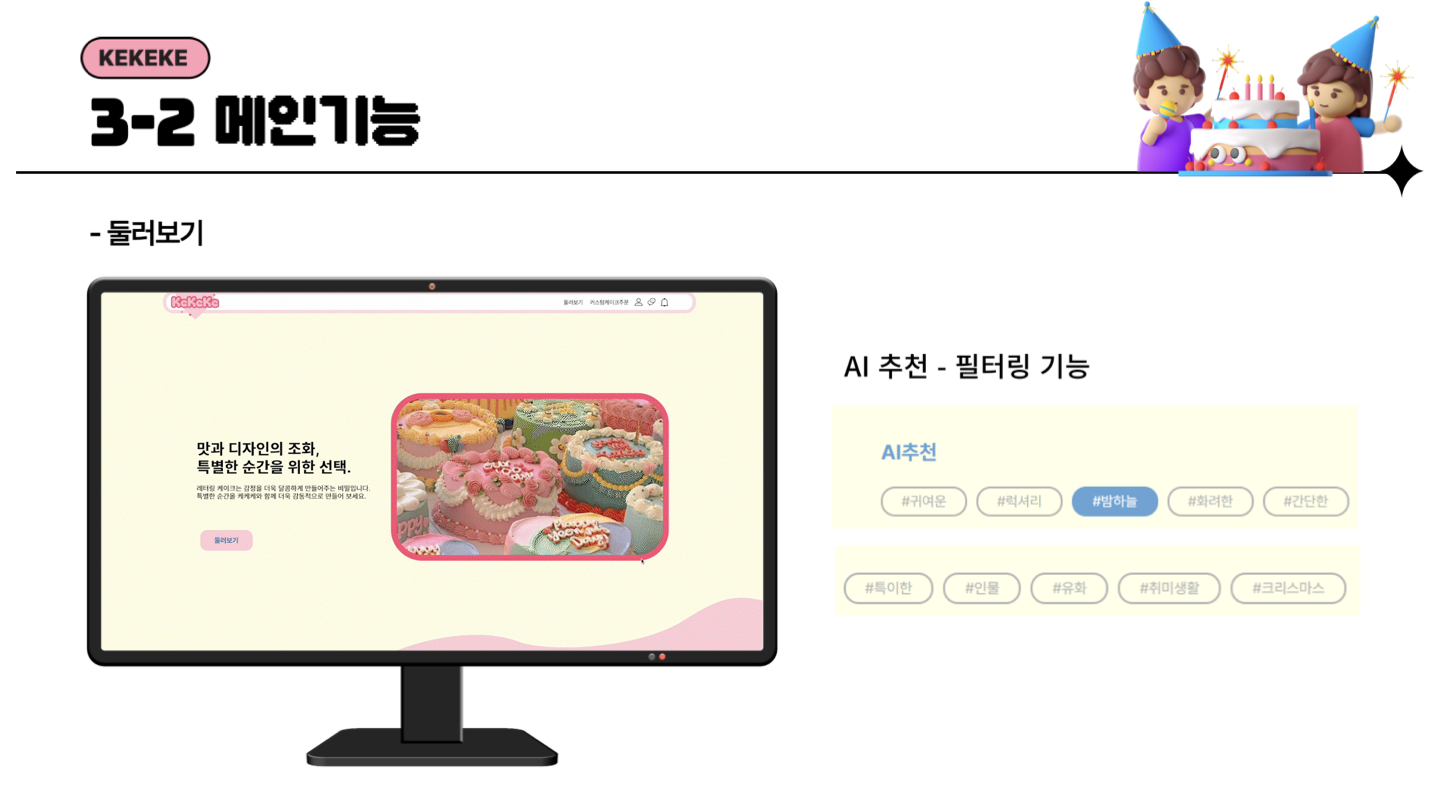 KEKEKE
3-2 메인기능
- 둘러보기
KeKeKe
둘러보기 커스텀케이크주문
맛과 디자인의 조화,
특별한 순간을 위한 선택.
레터링 케이크는 감정을 더욱 달콤하게 만들어주는 비밀입니다.
특별한 순간을 케케케와 함께 더욱 감동적으로 만들어 보세요.
둘러보기
AI 추천 - 필터링 기능
AI추천
#귀여운 #럭셔리 #밤하늘 #화려한 #간단한
#특이한 #인물 #유화 #취미생활 #크리스마스